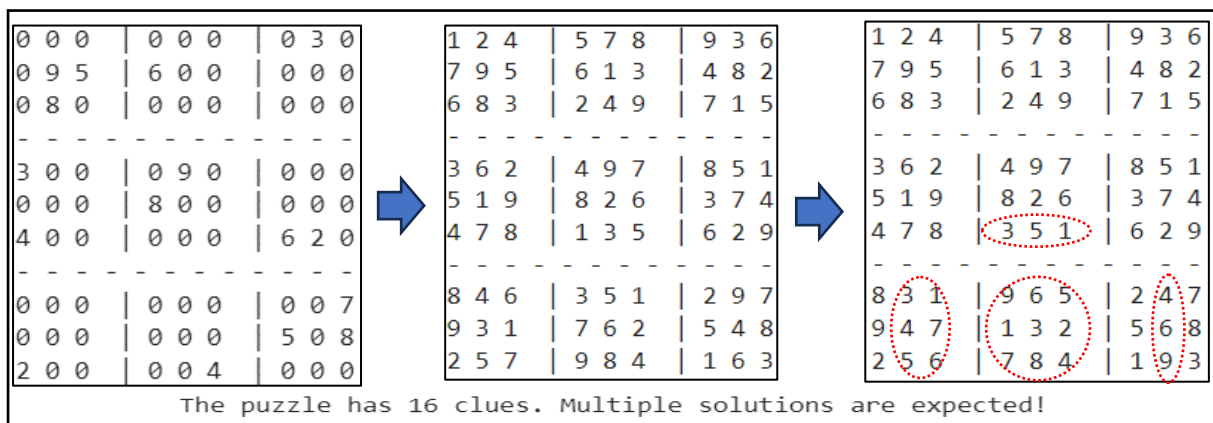 0 0 0 | 0 0 0 | 0 3 0
0 9 5 | 6 0 0 | 0 0 0
0 8 0 | 0 0 0 | 0 0 0
- - - - - - - - - - - -
3 0 0 | 0 9 0 | 0 0 0
0 0 0 | 8 0 0 | 0 0 0
4 0 0 | 0 0 0 | 6 2 0
- - - - - - - - - - - -
0 0 0 | 0 0 0 | 0 0 7
0 0 0 | 0 0 0 | 5 0 8
2 0 0 | 0 0 4 | 0 0 0
1 2 4 | 5 7 8 | 9 3 6
7 9 5 | 6 1 3 | 4 8 2
6 8 3 | 2 4 9 | 7 1 5
- - - - - - - - - - - -
3 6 2 | 4 9 7 | 8 5 1
5 1 9 | 8 2 6 | 3 7 4
4 7 8 | 1 3 5 | 6 2 9
- - - - - - - - - - - -
8 4 6 | 3 5 1 | 2 9 7
9 3 1 | 7 6 2 | 5 4 8
2 5 7 | 9 8 4 | 1 6 3
1 2 4 | 5 7 8 | 9 3 6
7 9 5 | 6 1 3 | 4 8 2
6 8 3 | 2 4 9 | 7 1 5
- - - - - - - - - - - -
3 6 2 | 4 9 7 | 8 5 1
5 1 9 | 8 2 6 | 3 7 4
4 7 8 | 3 5 1 | 6 2 9
- - - - - - - - - - - -
8 3 1 | 9 6 5 | 2 4 7
9 4 7 | 1 3 2 | 5 6 8
2 5 6 | 7 8 4 | 1 9 3
The puzzle has 16 clues. Multiple solutions are expected!